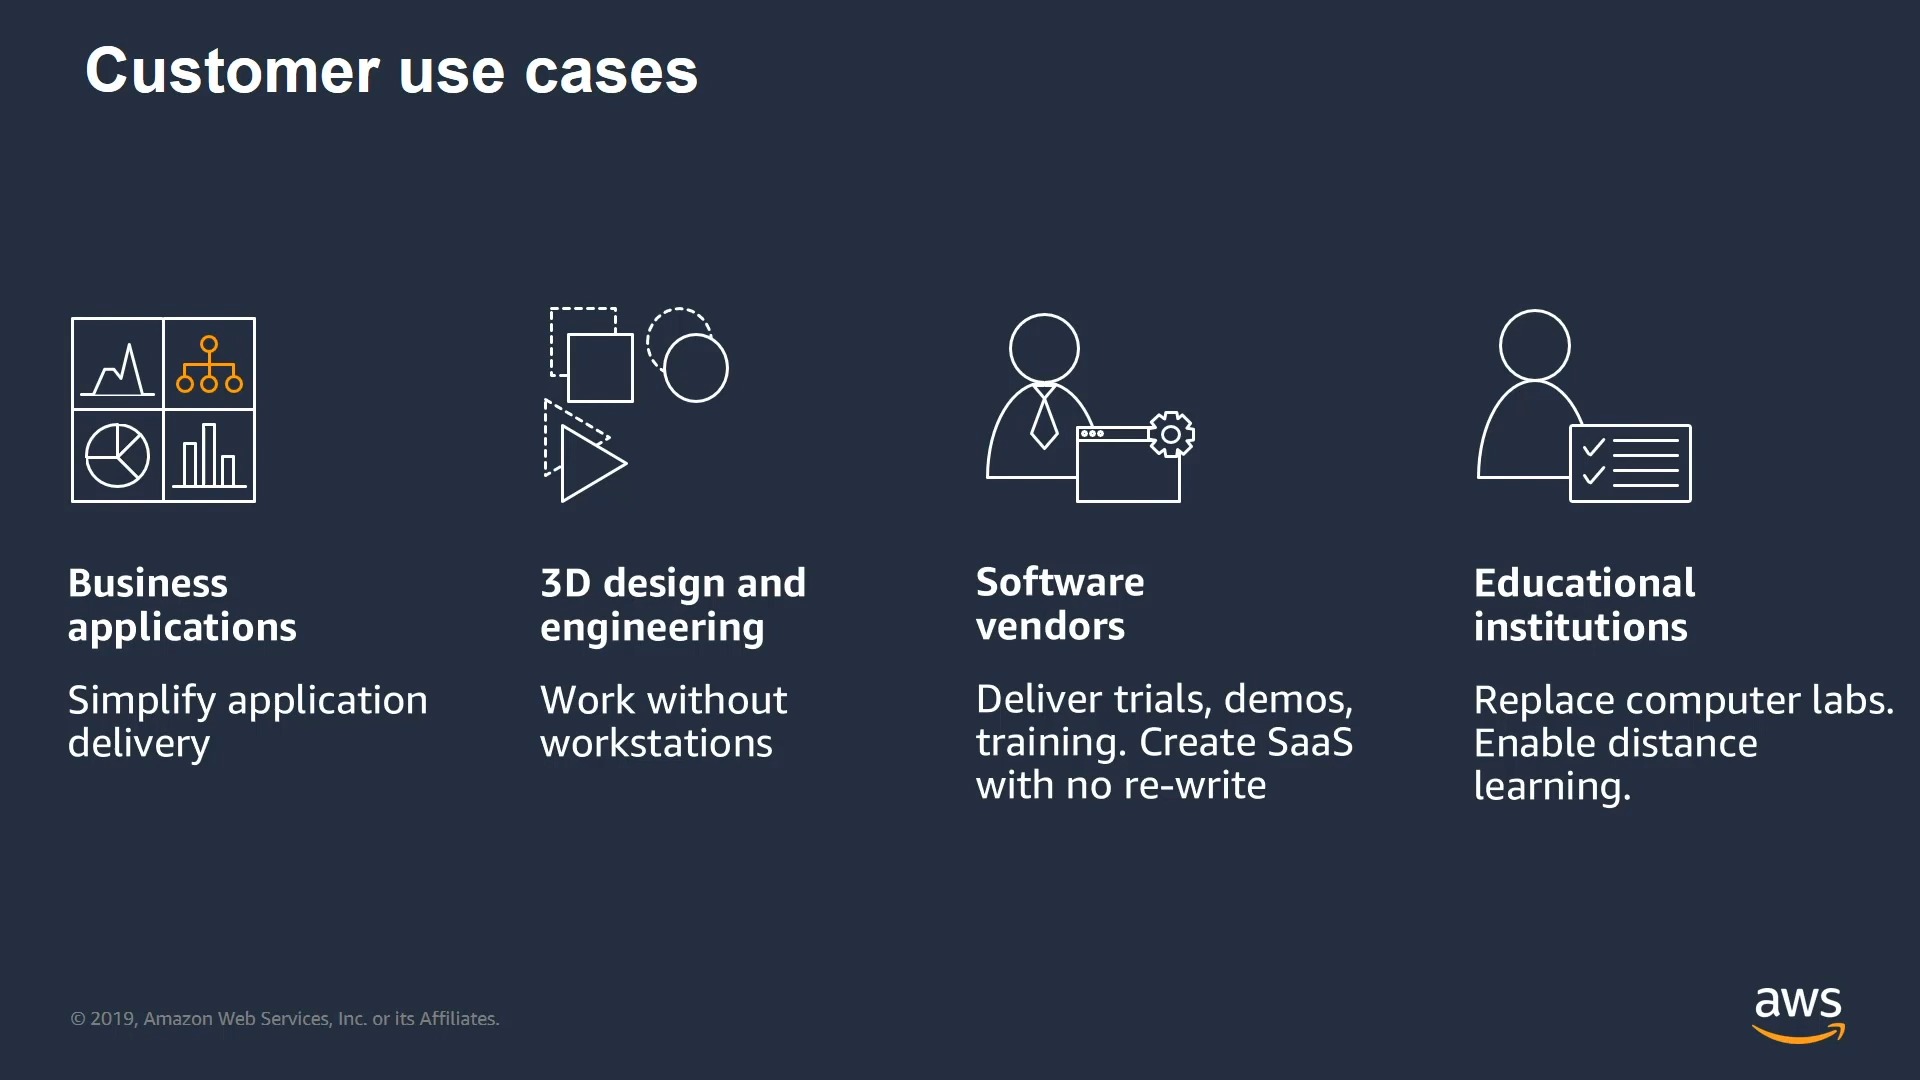 Customer use cases
Business
applications
Simplify application
delivery
3D design and
engineering
Work without
workstations
Software
vendors
Deliver trials, demos,
training. Create SaaS
with no re-write
Educational
institutions
Replace computer labs.
Enable distance
learning.
© 2019, Amazon Web Services, Inc. or its Affiliates.
aws